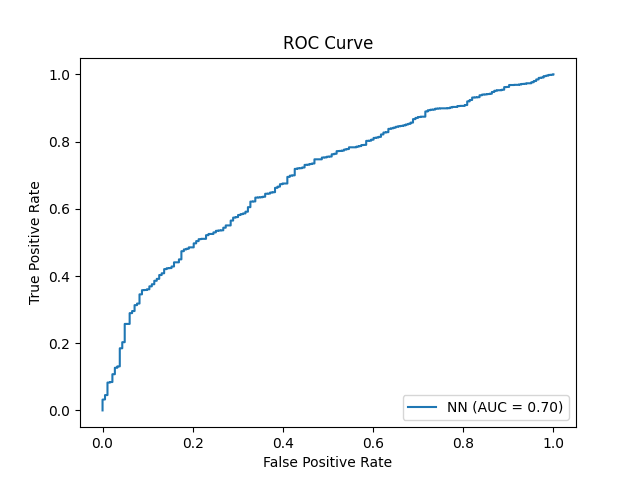 ROC Curve
1.0
0.8
0.6
0.4
0.2
0.0
True Positive Rate
NN (AUC = 0.70)
0.0 0.2 0.4 0.6 0.8 1.0
False Positive Rate